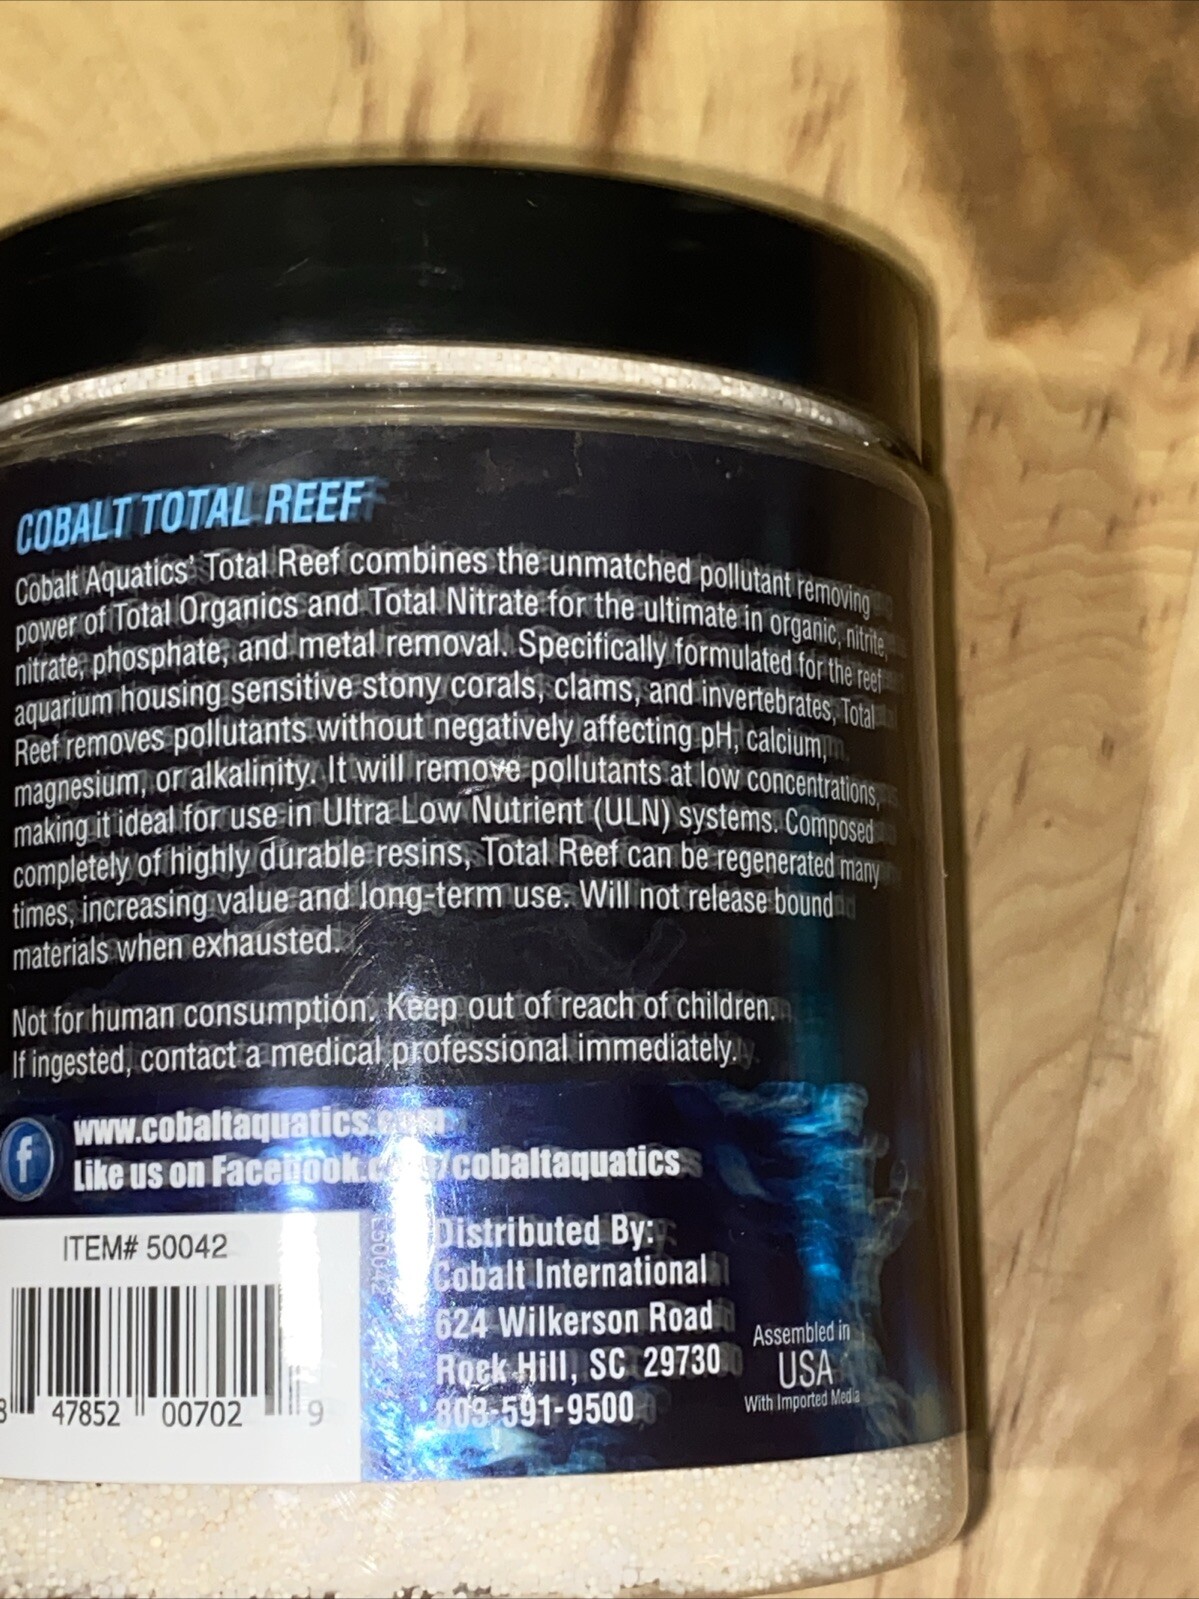 COBALT TOTAL REEF
Cobalt Aquatics' Total Reef combines the unmatched pollutant removing
power of Total Organics and Total Nitrate for the ultimate in organic, nitrite,
nitrate, phosphate, and metal removal. Specifically formulated for the reef
aquarium housing sensitive stony corals, clams, and invertebrates, Total
Reef removes pollutants without negatively affecting pH, calcium,
magnesium, or alkalinity. It will remove pollutants at low concentrations,
making it ideal for use in Ultra Low Nutrient (ULN) systems. Composed
completely of highly durable resins, Total Reef can be regenerated many
times, increasing value and long-term use. Will not release bound
materials when exhausted.
Not for human consumption. Keep out of reach of children.
If ingested, contact a medical professional immediately.
www.cobaltaquatics.com
f
Like us on Facebook.com/cobaltaquatics
ITEM# 50042
8 47852 00702 9
L50042
Distributed By:
Cobalt International
624 Wilkerson Road
Rock Hill, SC 29730
803-591-9500
Assembled in
USA
With Imported Media